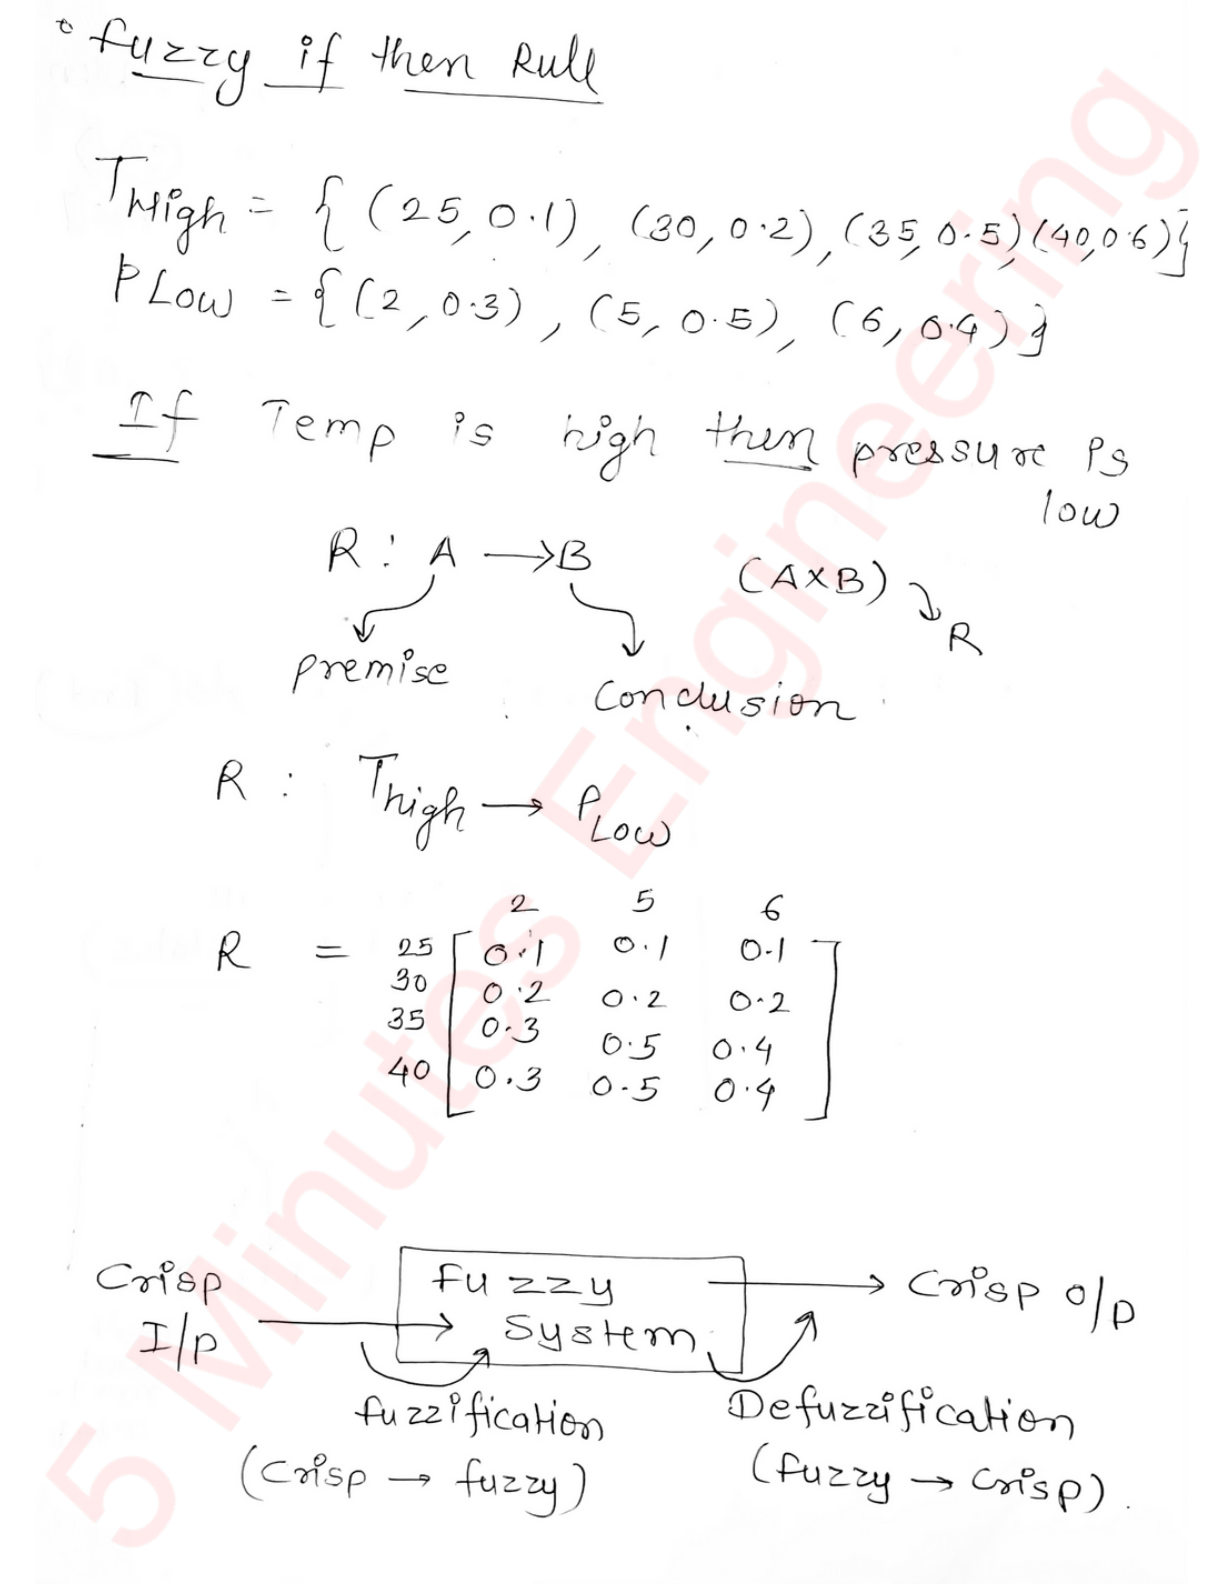 fuzzy if then Rull
THigh = { (25, 0.1), (30, 0.2), (35, 0.5) (40, 0.6)}
PLow = {(2, 0.3), (5, 0.5), (6, 0.4)}
If Temp is high then pressure is
low
R : A → B (A×B) → R
premise
Conclusion
R : Thigh → PLow
2 5 6
R = 25 [ 0.1 0.1 0.1 ]
30 0.2 0.2 0.2
35 0.3 0.5 0.4
40 0.3 0.5 0.4
Crisp I/p
fuzzy System
Crisp o/p
fuzzification
(Crisp → fuzzy)
Defuzzification
(fuzzy → Crisp).
5 Minutes Engineering